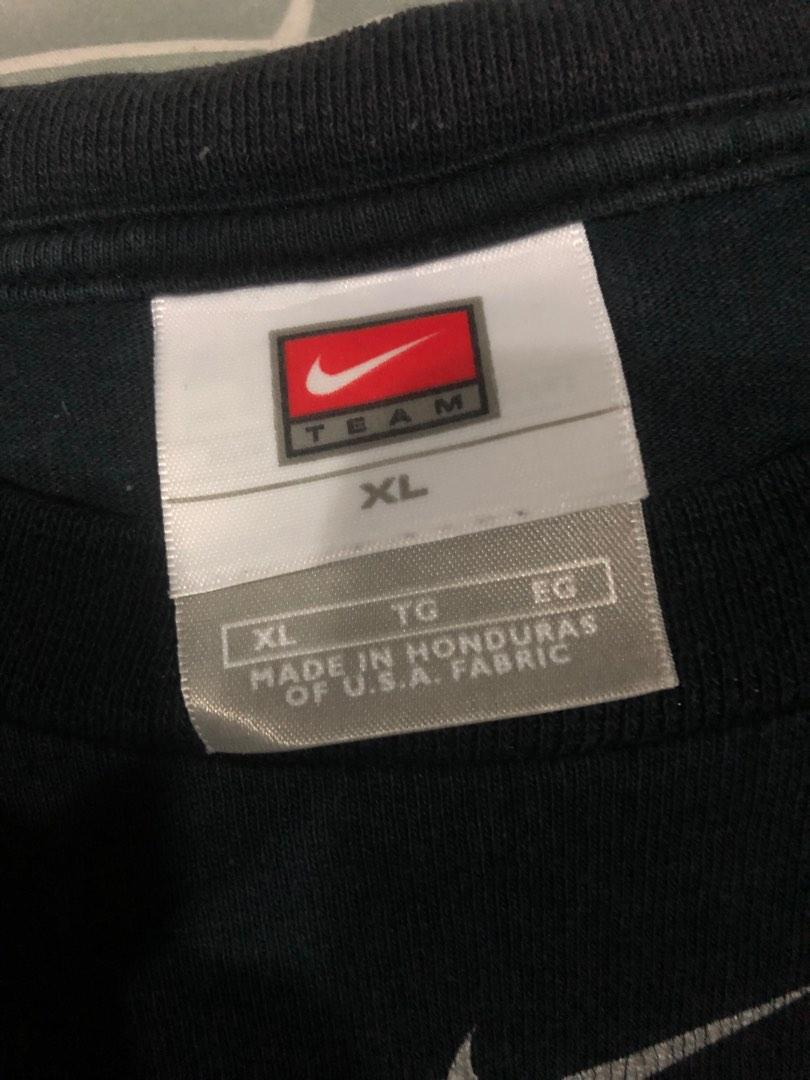 TEAM
XL
XL TG EG
MADE IN HONDURAS
OF U.S.A. FABRIC